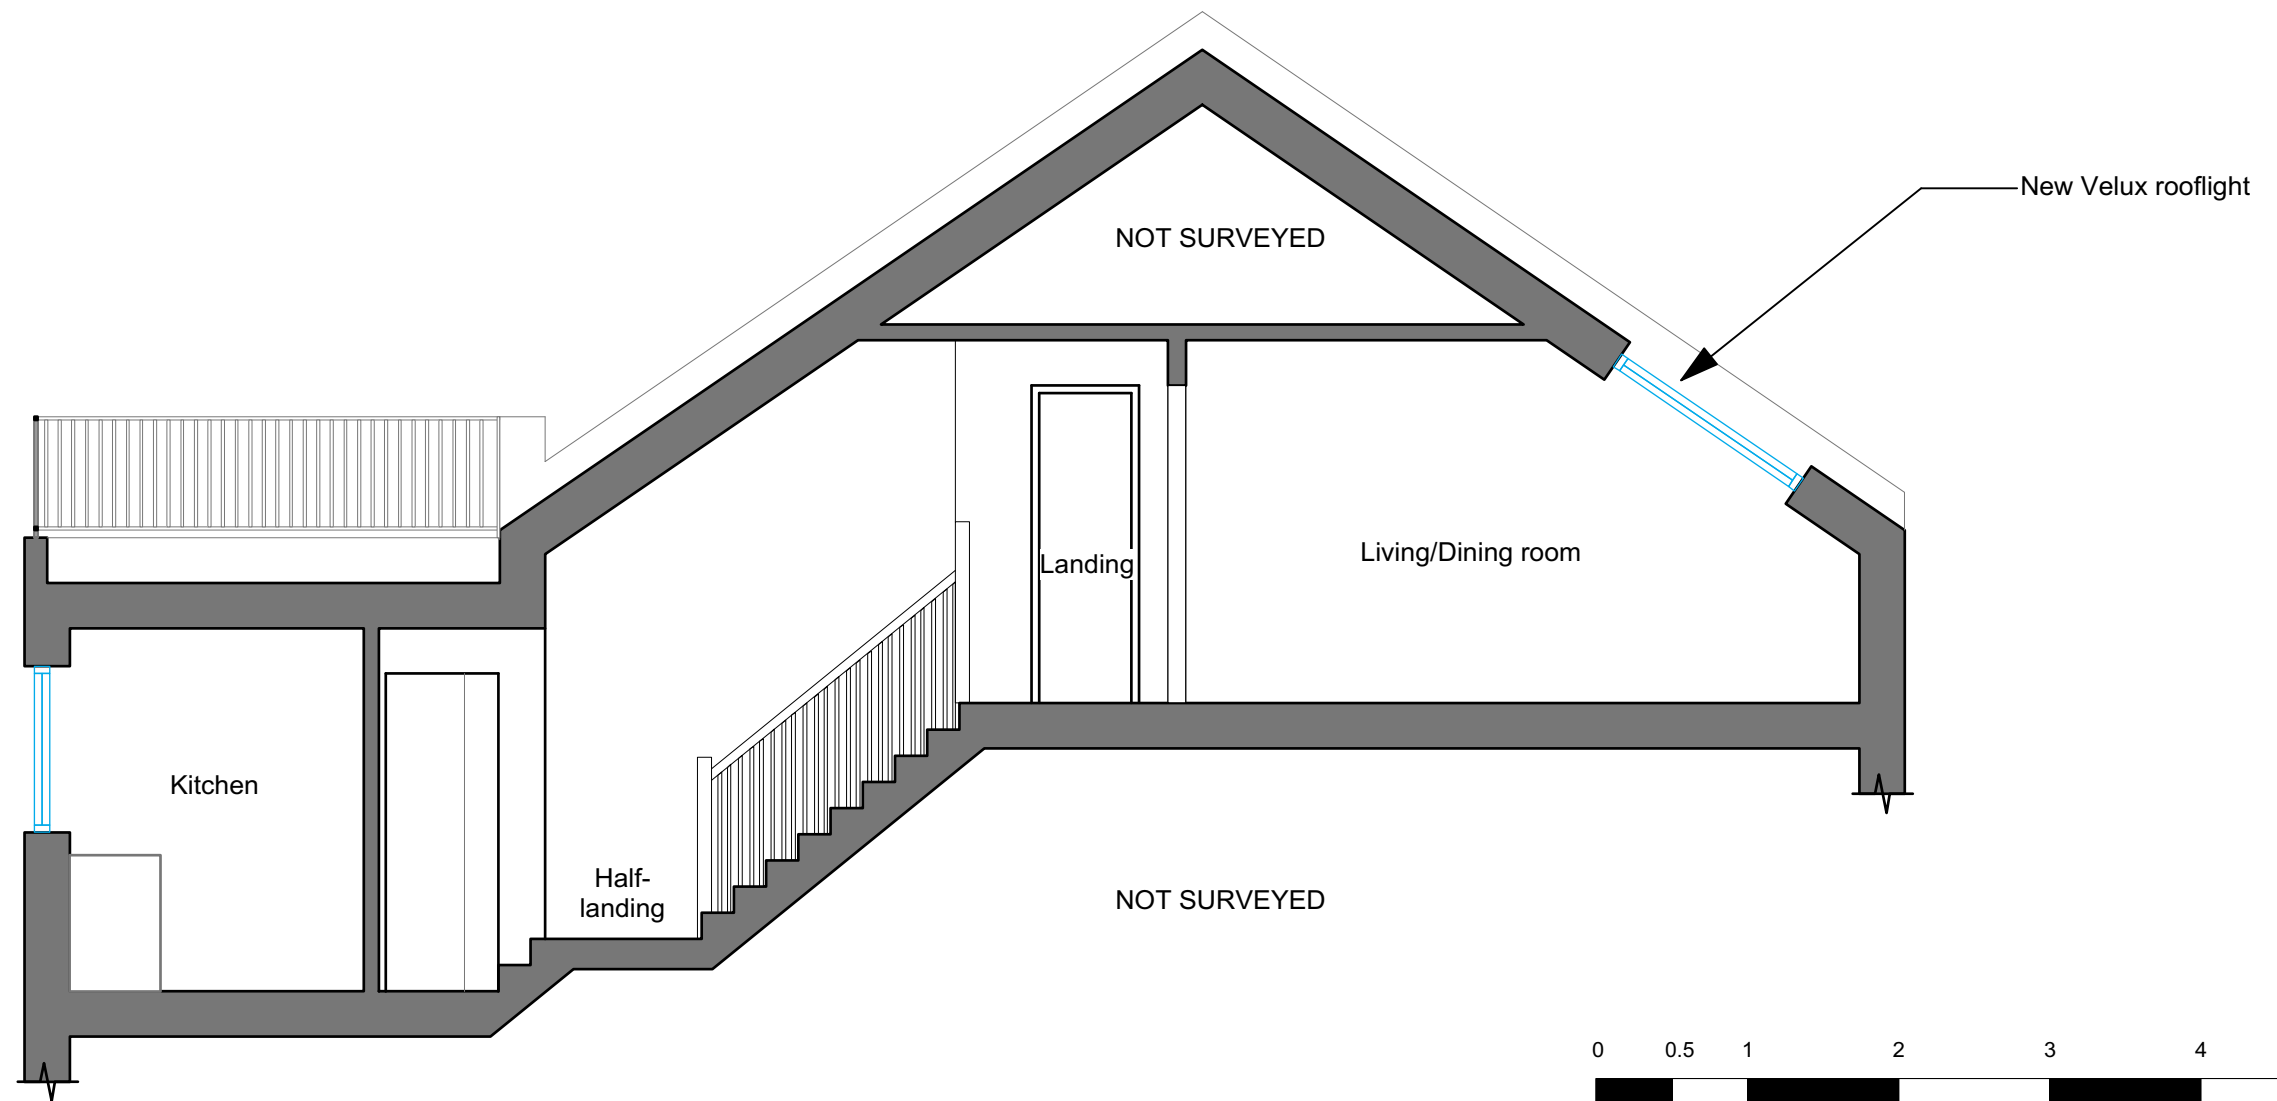 New Velux rooflight
NOT SURVEYED
Landing
Living/Dining room
Kitchen
Half-
landing
NOT SURVEYED
0 0.5 1 2 3 4